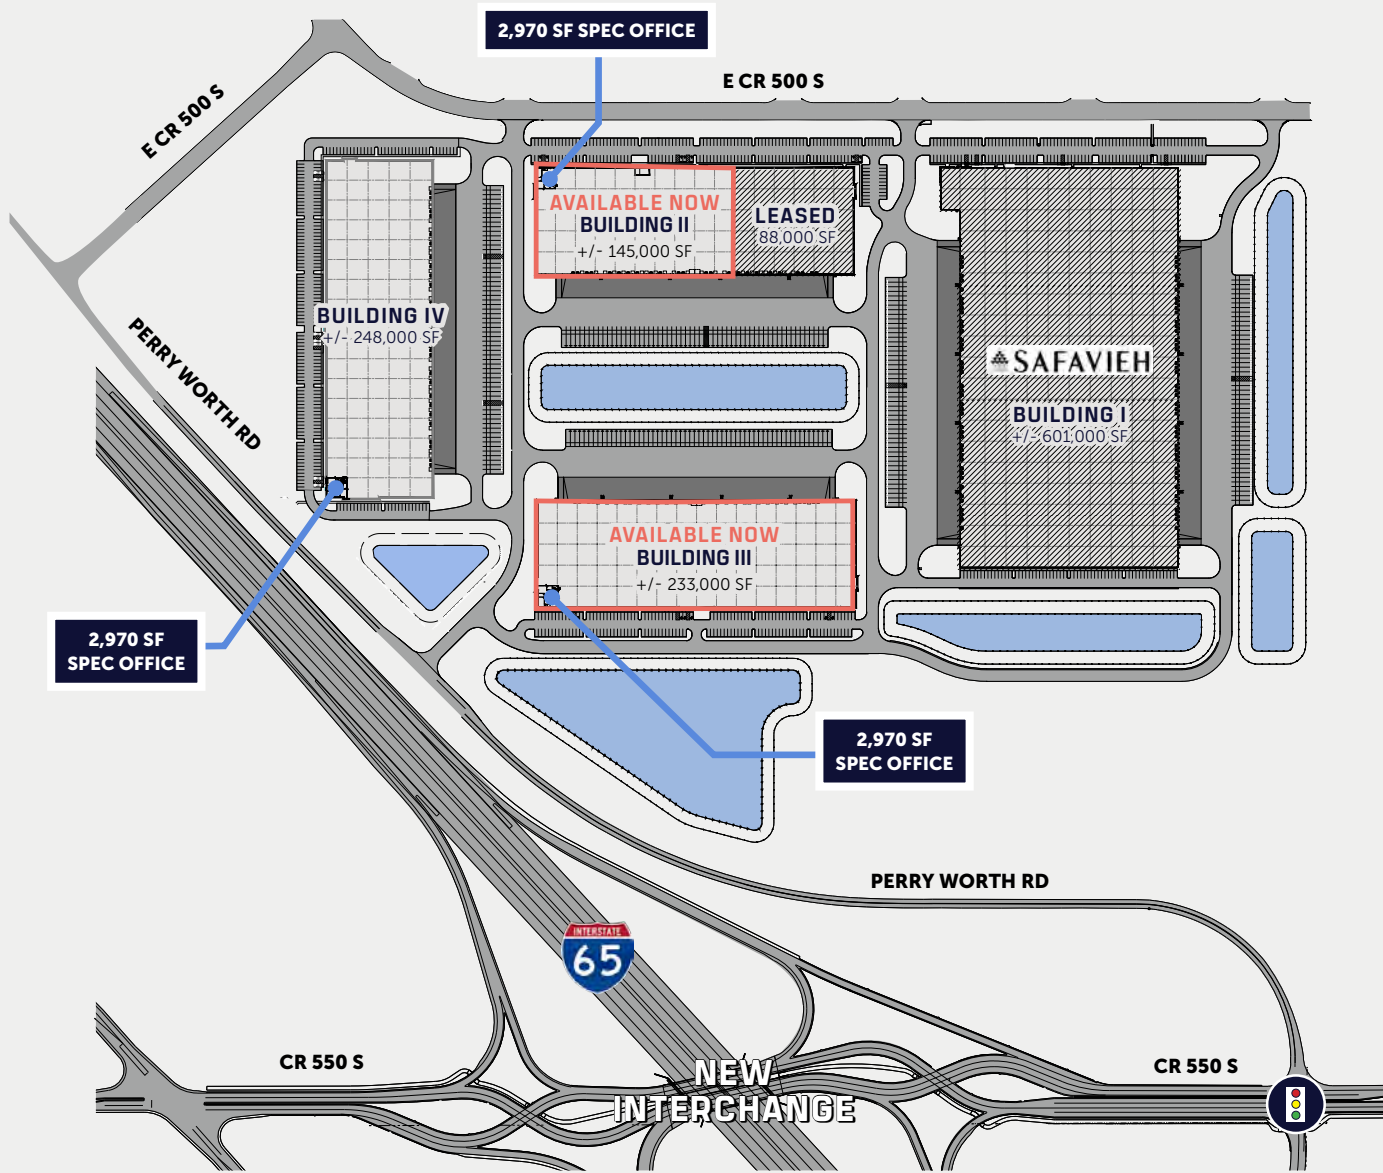 2,970 SF SPEC OFFICE
E CR 500 S
E CR 500 S
AVAILABLE NOW
BUILDING II
+/- 145,000 SF
LEASED
88,000 SF
BUILDING IV
+/- 248,000 SF
PERRY WORTH RD
SAFAVIEH
BUILDING I
+/- 601,000 SF
AVAILABLE NOW
BUILDING III
+/- 233,000 SF
2,970 SF
SPEC OFFICE
2,970 SF
SPEC OFFICE
PERRY WORTH RD
INTERSTATE
65
CR 550 S
NEW
INTERCHANGE
CR 550 S